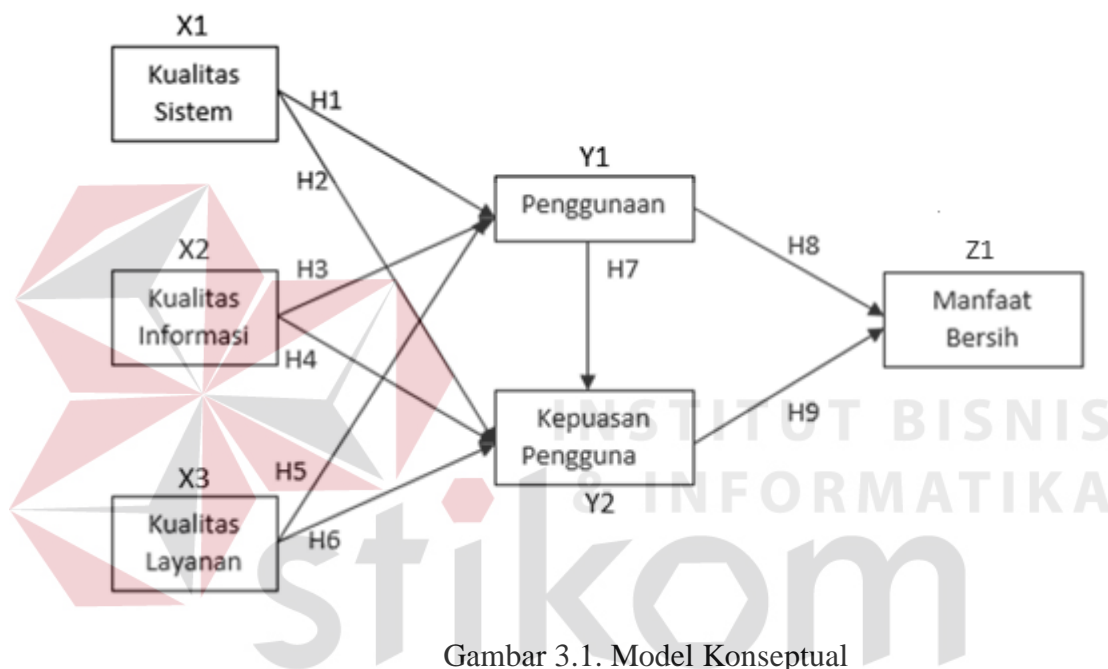 X1
Kualitas
Sistem
H1
H2
Y1
Penggunaan
X2
Kualitas
Informasi
H3
H4
H7
H8
Z1
Manfaat
Bersih
Kepuasan
Pengguna
Y2
H9
X3
Kualitas
Layanan
H5
H6
INSTITUT BISNIS
& INFORMATIKA
stikom
Gambar 3.1. Model Konseptual